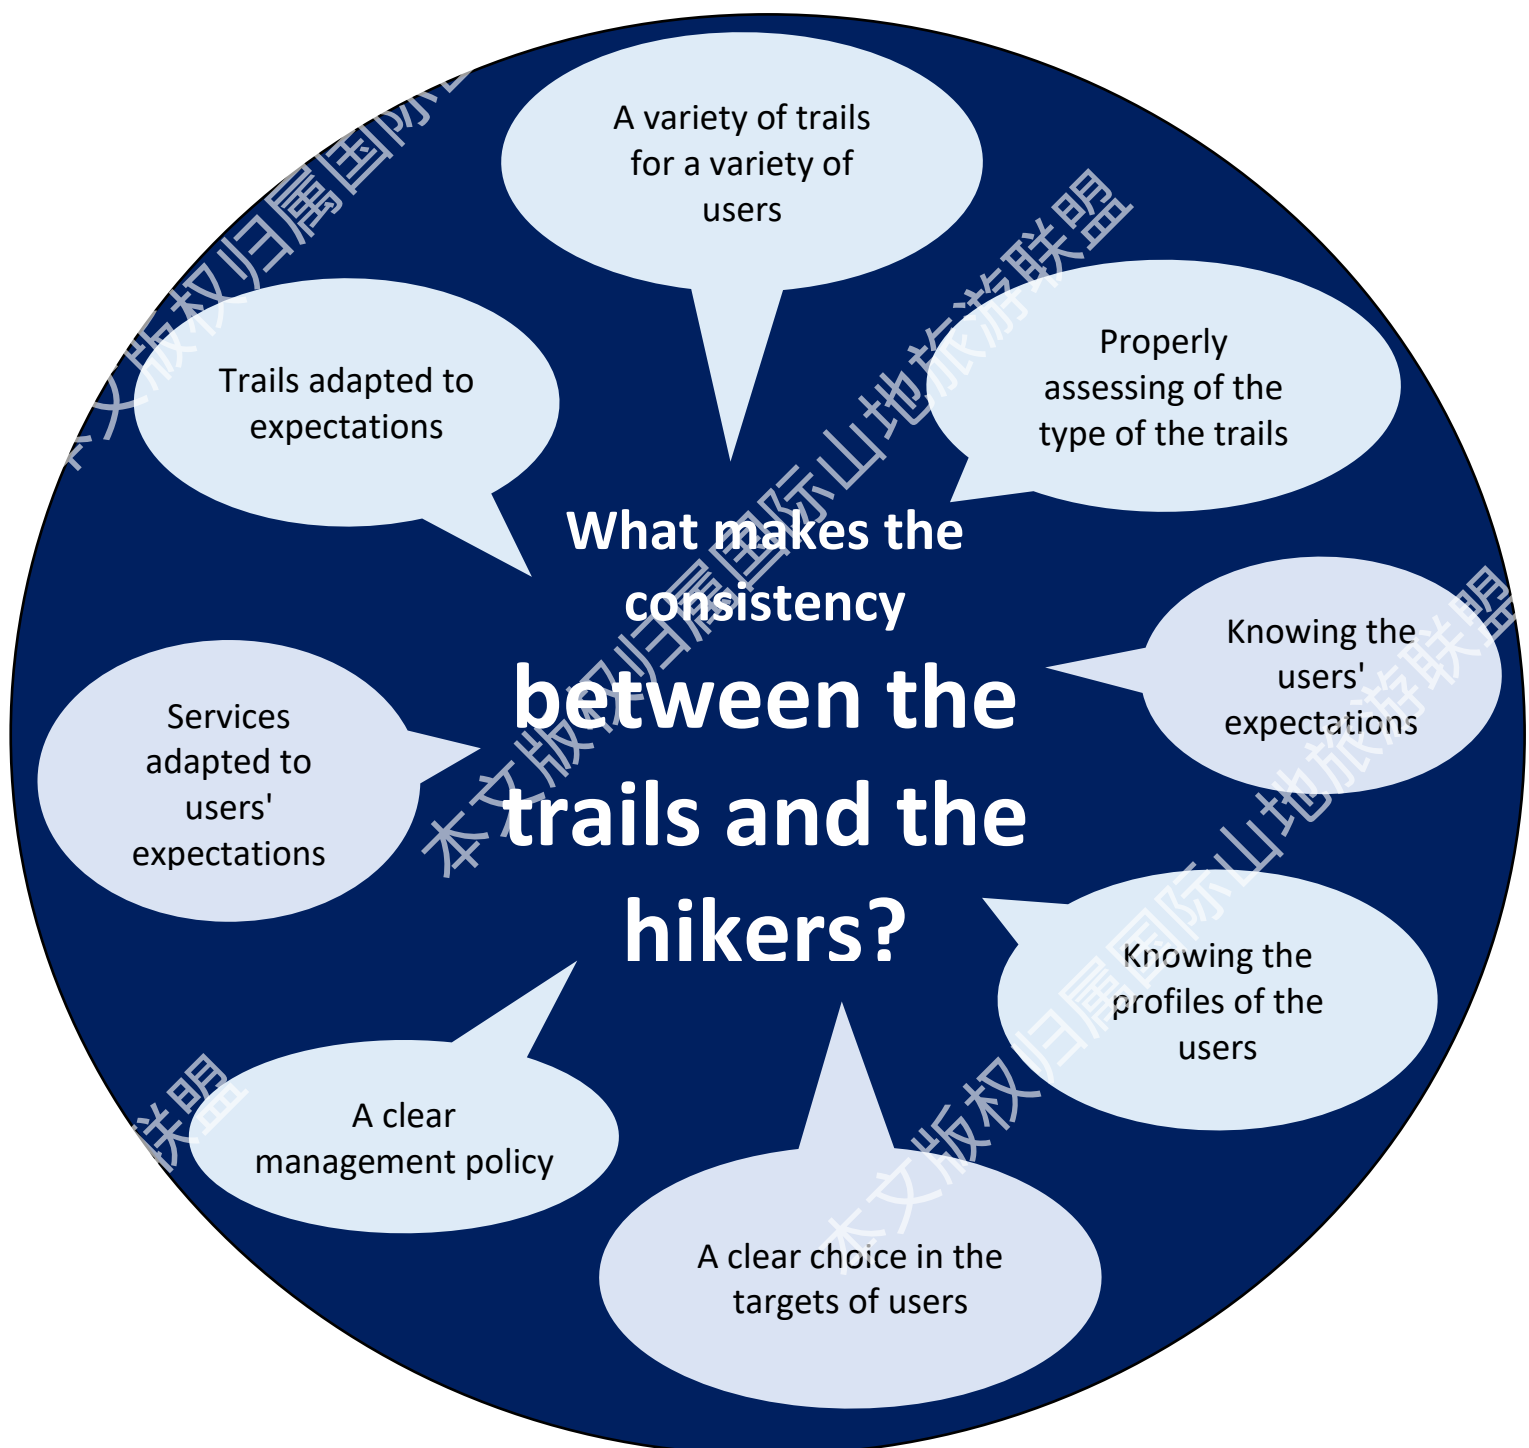 A variety of trails
for a variety of
users
Properly
assessing of the
type of the trails
Trails adapted to
expectations
What makes the
consistency
between the
trails and the
hikers?
Knowing the
users'
expectations
Services
adapted to
users'
expectations
Knowing the
profiles of the
users
A clear
management policy
A clear choice in the
targets of users
本文版权归属国际
本文版权归属国际山地旅游联盟
本文版权归属国际山地旅游联盟
联盟